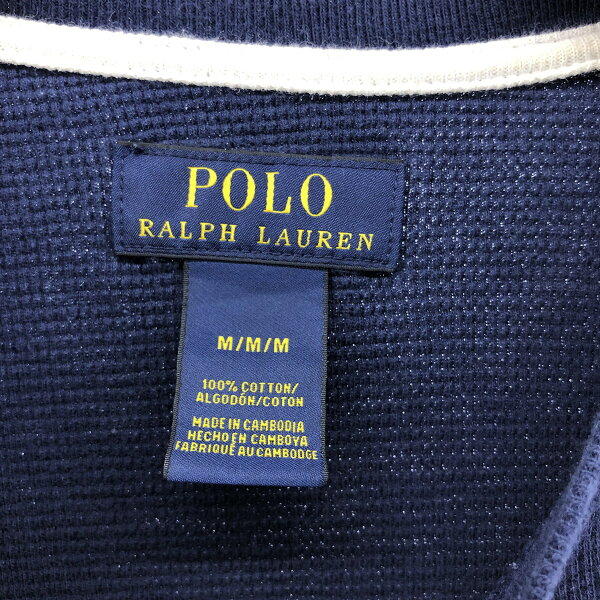 POLO
RALPH LAUREN
M/M/M
100% COTTON/
ALGODÓN/COTON
MADE IN CAMBODIA
HECHO EN CAMBOYA
FABRIQUÉ AU CAMBODGE